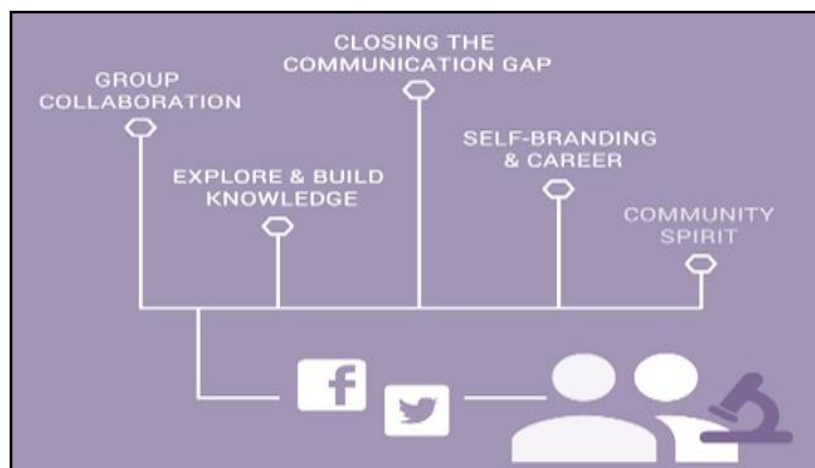 CLOSING THE
COMMUNICATION GAP
GROUP
COLLABORATION
SELF-BRANDING
& CAREER
EXPLORE & BUILD
KNOWLEDGE
COMMUNITY
SPIRIT
f